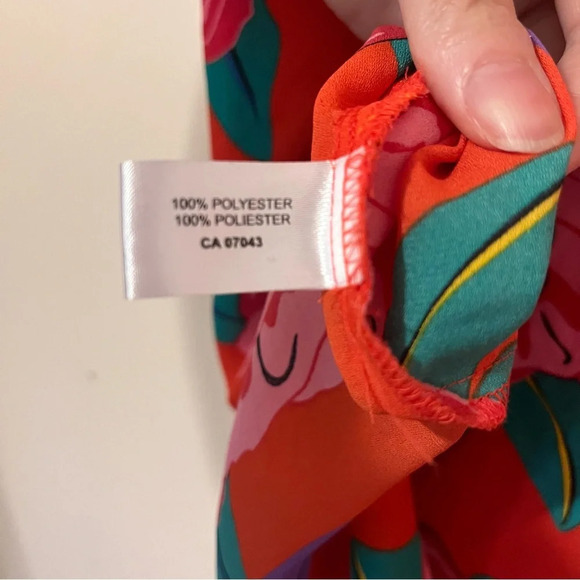 100% POLYESTER
100% POLIESTER
CA 07043